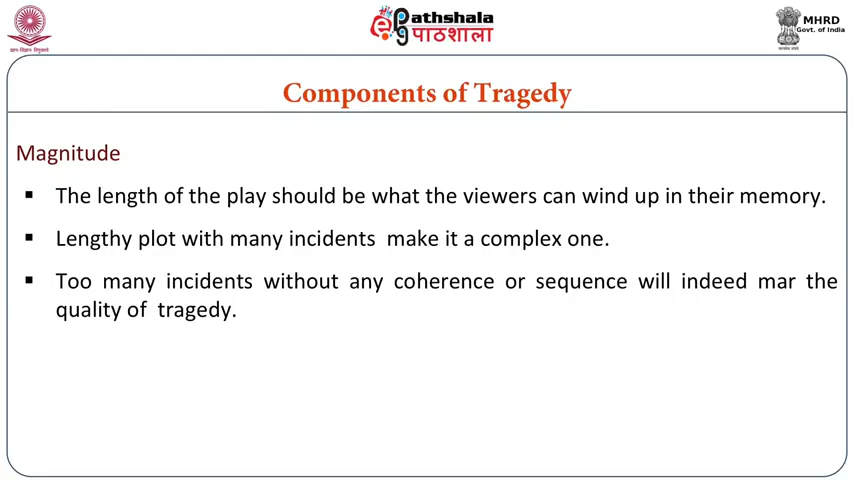 ePathshala
पाठशाला
MHRD
Govt. of India
Components of Tragedy
Magnitude
▪ The length of the play should be what the viewers can wind up in their memory.
▪ Lengthy plot with many incidents make it a complex one.
▪ Too many incidents without any coherence or sequence will indeed mar the
quality of tragedy.